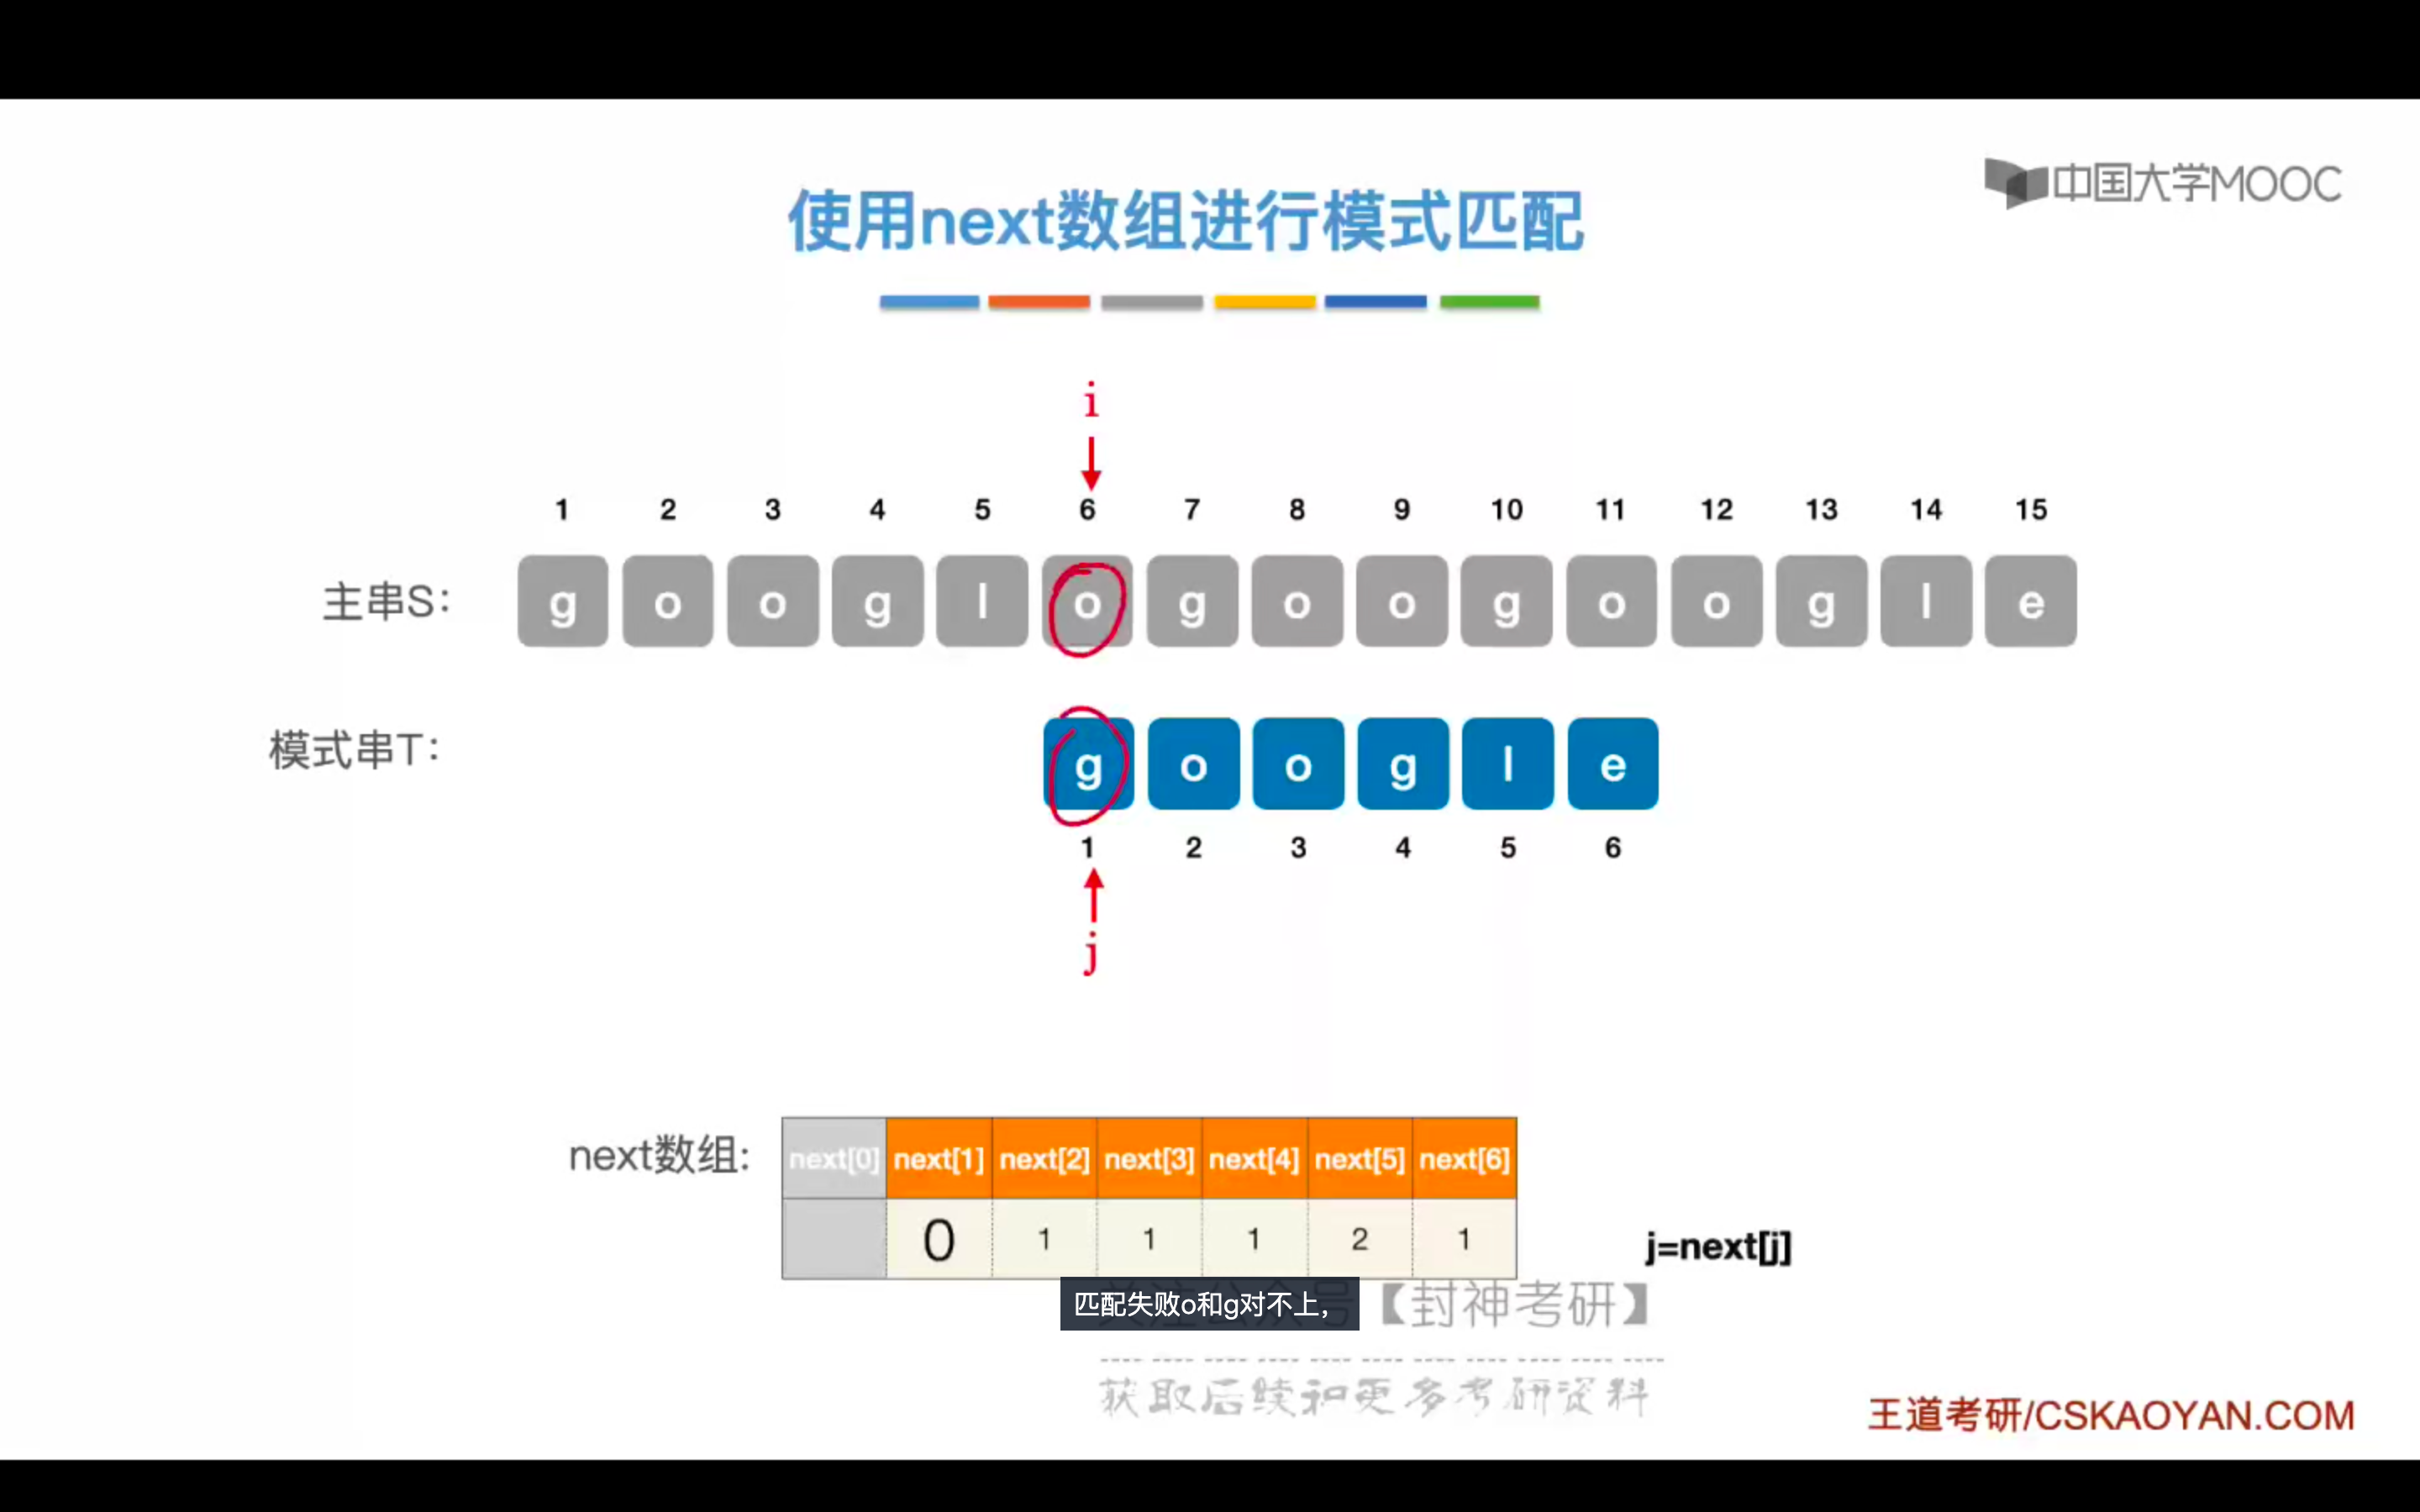 中国大学MOOC
使用next数组进行模式匹配
i
1 2 3 4 5 6 7 8 9 10 11 12 13 14 15
主串S: g o o g l o g o o g o o g l e
模式串T: g o o g l e
1 2 3 4 5 6
j
next数组: next[0] next[1] next[2] next[3] next[4] next[5] next[6]
0 1 1 1 2 1
j=next[j]
匹配失败o和g对不上,
【封神考研】
获取后续和更多考研资料
王道考研/CSKAOYAN.COM